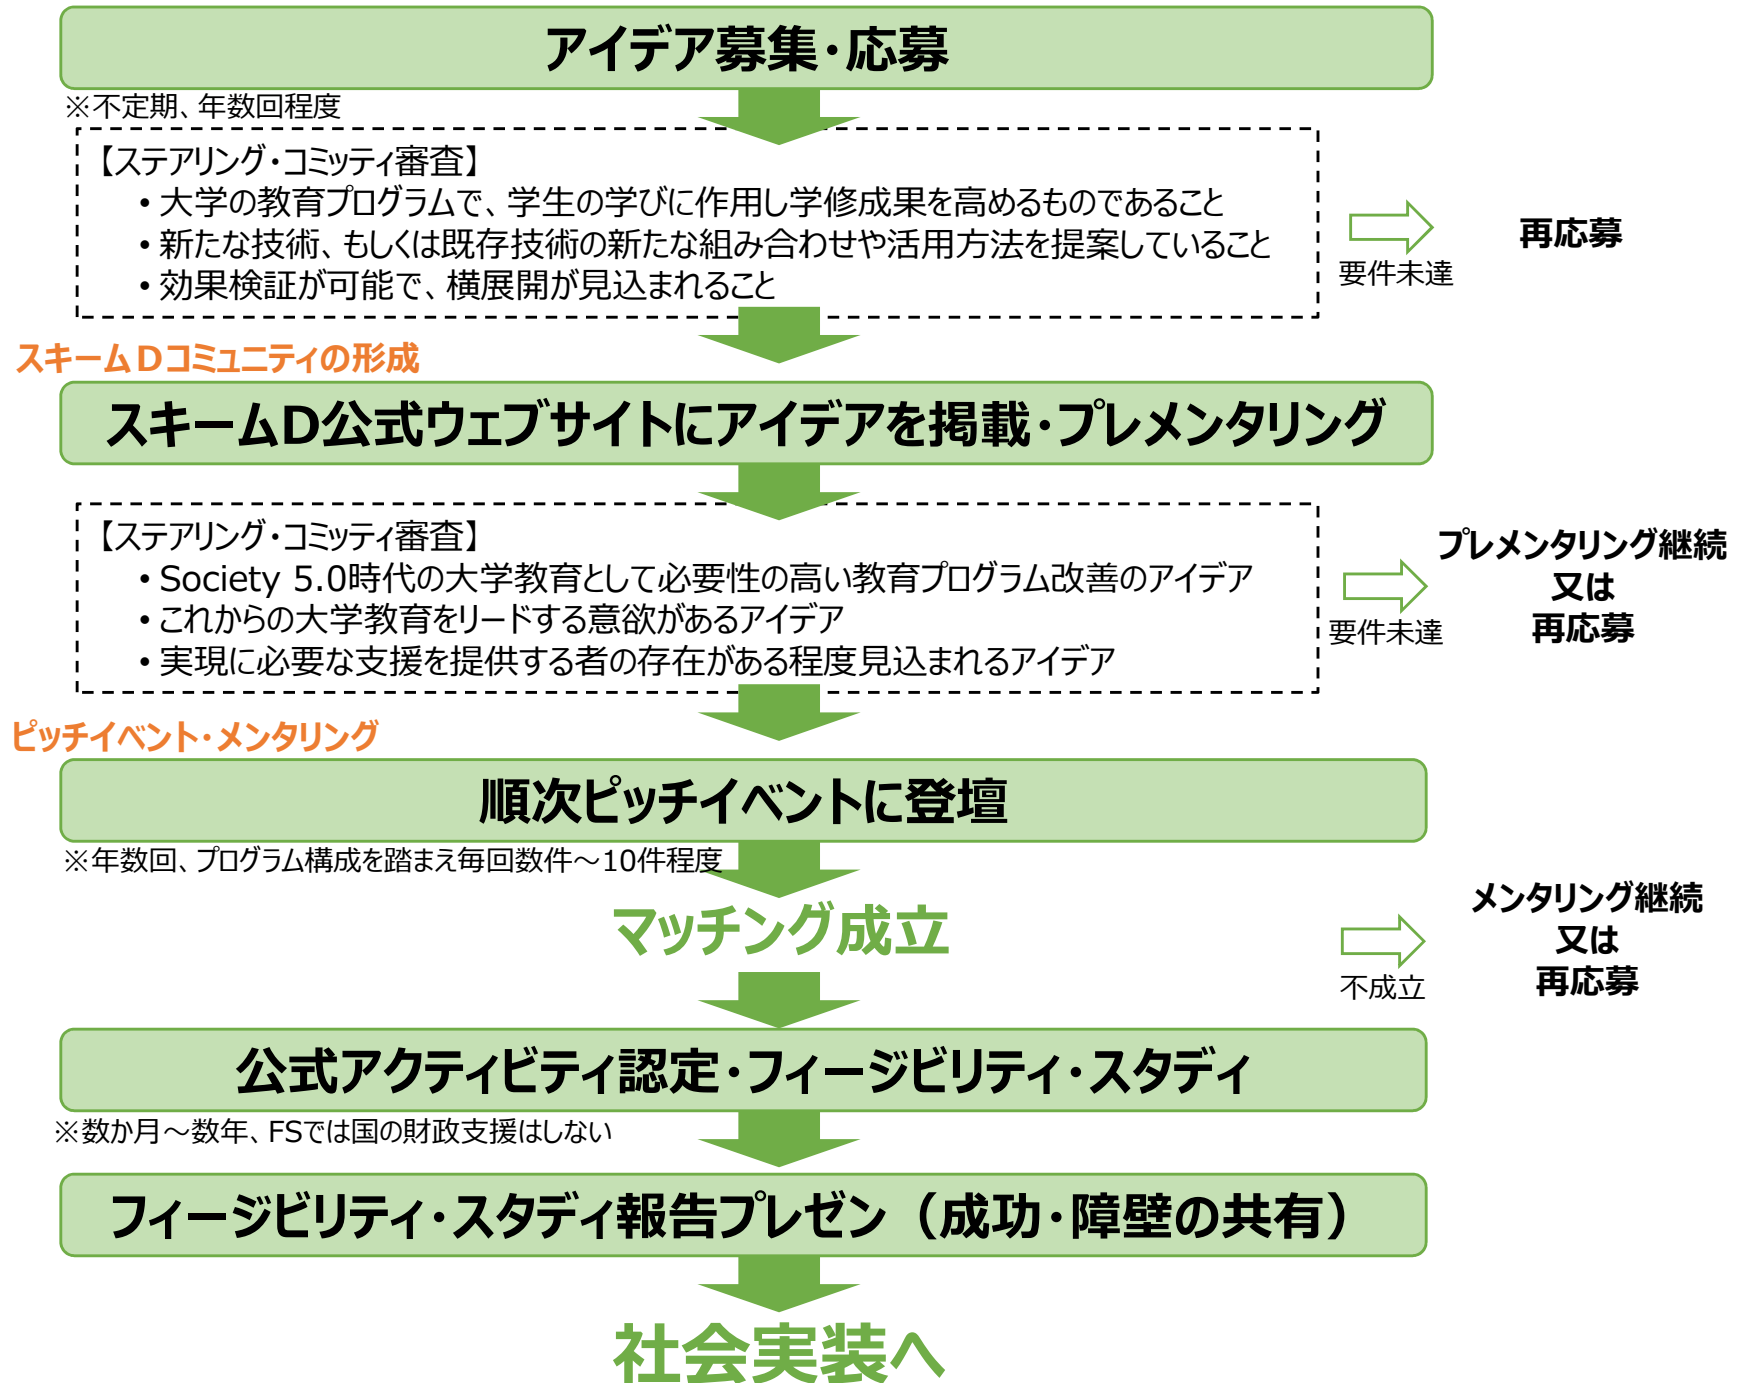 アイデア募集・応募
※不定期、年数回程度
【ステアリング・コミッティ審査】
• 大学の教育プログラムで、学生の学びに作用し学修成果を高めるものであること
• 新たな技術、もしくは既存技術の新たな組み合わせや活用方法を提案していること
• 効果検証が可能で、横展開が見込まれること
要件未達
再応募
スキームDコミュニティの形成
スキームD公式ウェブサイトにアイデアを掲載・プレメンタリング
【ステアリング・コミッティ審査】
• Society 5.0時代の大学教育として必要性の高い教育プログラム改善のアイデア
• これからの大学教育をリードする意欲があるアイデア
• 実現に必要な支援を提供する者の存在がある程度見込まれるアイデア
要件未達
プレメンタリング継続
又は
再応募
ピッチイベント・メンタリング
順次ピッチイベントに登壇
※年数回、プログラム構成を踏まえ毎回数件～10件程度
マッチング成立
不成立
メンタリング継続
又は
再応募
公式アクティビティ認定・フィージビリティ・スタディ
※数か月～数年、FSでは国の財政支援はしない
フィージビリティ・スタディ報告プレゼン（成功・障壁の共有）
社会実装へ